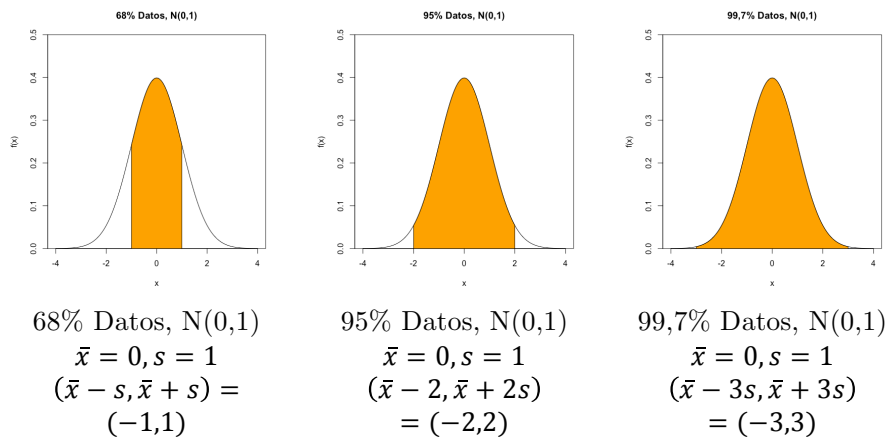 68% Datos, N(0,1)
0.5
0.4
0.3
0.2
0.1
0.0
f(x)
-4 -2 0 2 4
x
95% Datos, N(0,1)
0.5
0.4
0.3
0.2
0.1
0.0
f(x)
-4 -2 0 2 4
x
99,7% Datos, N(0,1)
0.5
0.4
0.3
0.2
0.1
0.0
f(x)
-4 -2 0 2 4
x
68% Datos, N(0,1)
x̄ = 0, s = 1
(x̄ − s, x̄ + s) =
(−1,1)
95% Datos, N(0,1)
x̄ = 0, s = 1
(x̄ − 2, x̄ + 2s)
= (−2,2)
99,7% Datos, N(0,1)
x̄ = 0, s = 1
(x̄ − 3s, x̄ + 3s)
= (−3,3)